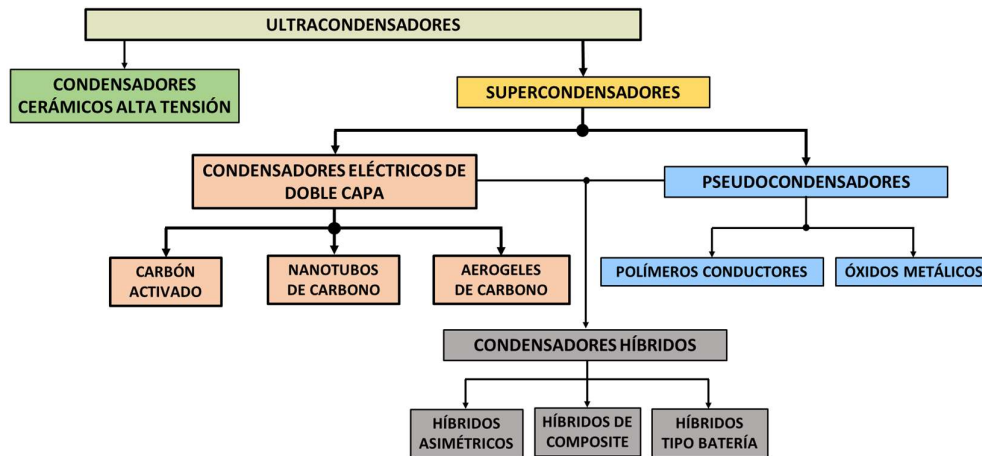 ULTRACONDENSADORES
CONDENSADORES
CERÁMICOS ALTA TENSIÓN
SUPERCONDENSADORES
CONDENSADORES ELÉCTRICOS DE
DOBLE CAPA
PSEUDOCONDENSADORES
CARBÓN
ACTIVADO
NANOTUBOS
DE CARBONO
AEROGELES
DE CARBONO
POLÍMEROS CONDUCTORES
ÓXIDOS METÁLICOS
CONDENSADORES HÍBRIDOS
HÍBRIDOS
ASIMÉTRICOS
HÍBRIDOS DE
COMPOSITE
HÍBRIDOS
TIPO BATERÍA